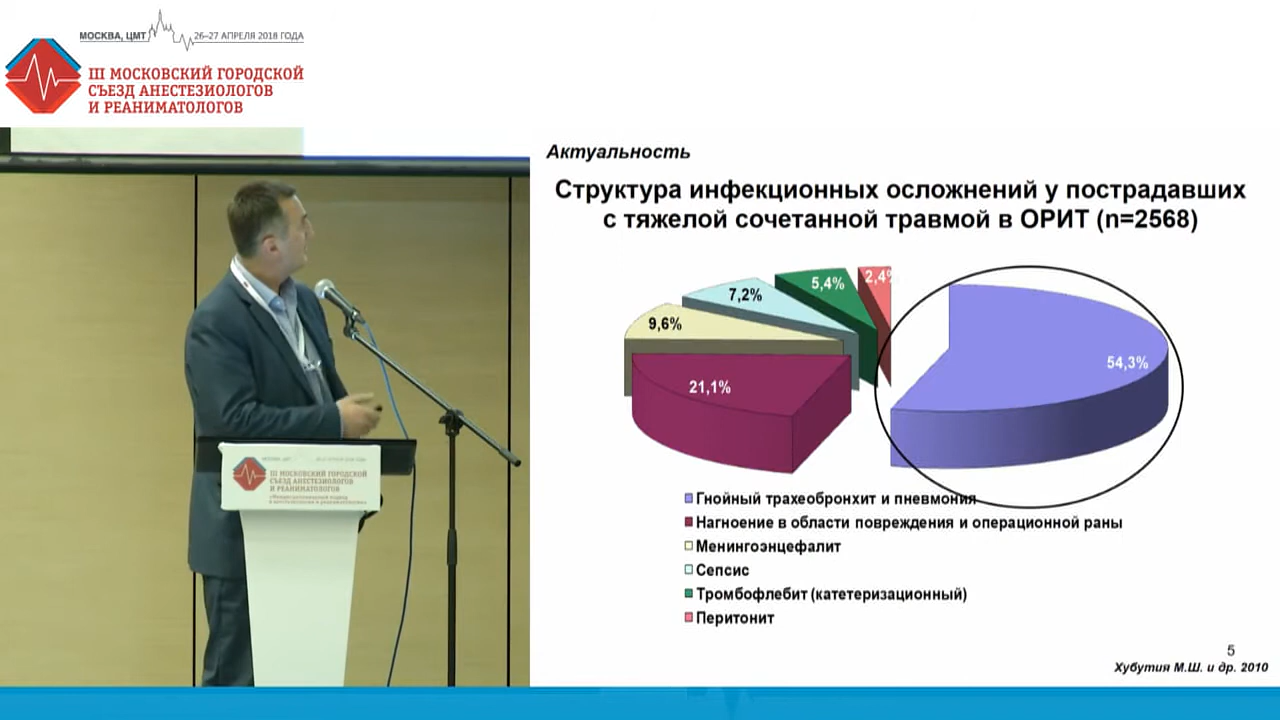 МОСКВА, ЦМТ 26–27 АПРЕЛЯ 2018 ГОДА
III МОСКОВСКИЙ ГОРОДСКОЙ
СЪЕЗД АНЕСТЕЗИОЛОГОВ
И РЕАНИМАТОЛОГОВ
Актуальность
Структура инфекционных осложнений у пострадавших
с тяжелой сочетанной травмой в ОРИТ (n=2568)
2,4%
5,4%
7,2%
9,6%
54,3%
21,1%
Гнойный трахеобронхит и пневмония
Нагноение в области повреждения и операционной раны
Менингоэнцефалит
Сепсис
Тромбофлебит (катетеризационный)
Перитонит
5
Хубутия М.Ш. и др. 2010
МОСКВА, ЦМТ
III МОСКОВСКИЙ ГОРОДСКОЙ
СЪЕЗД АНЕСТЕЗИОЛОГОВ
И РЕАНИМАТОЛОГОВ